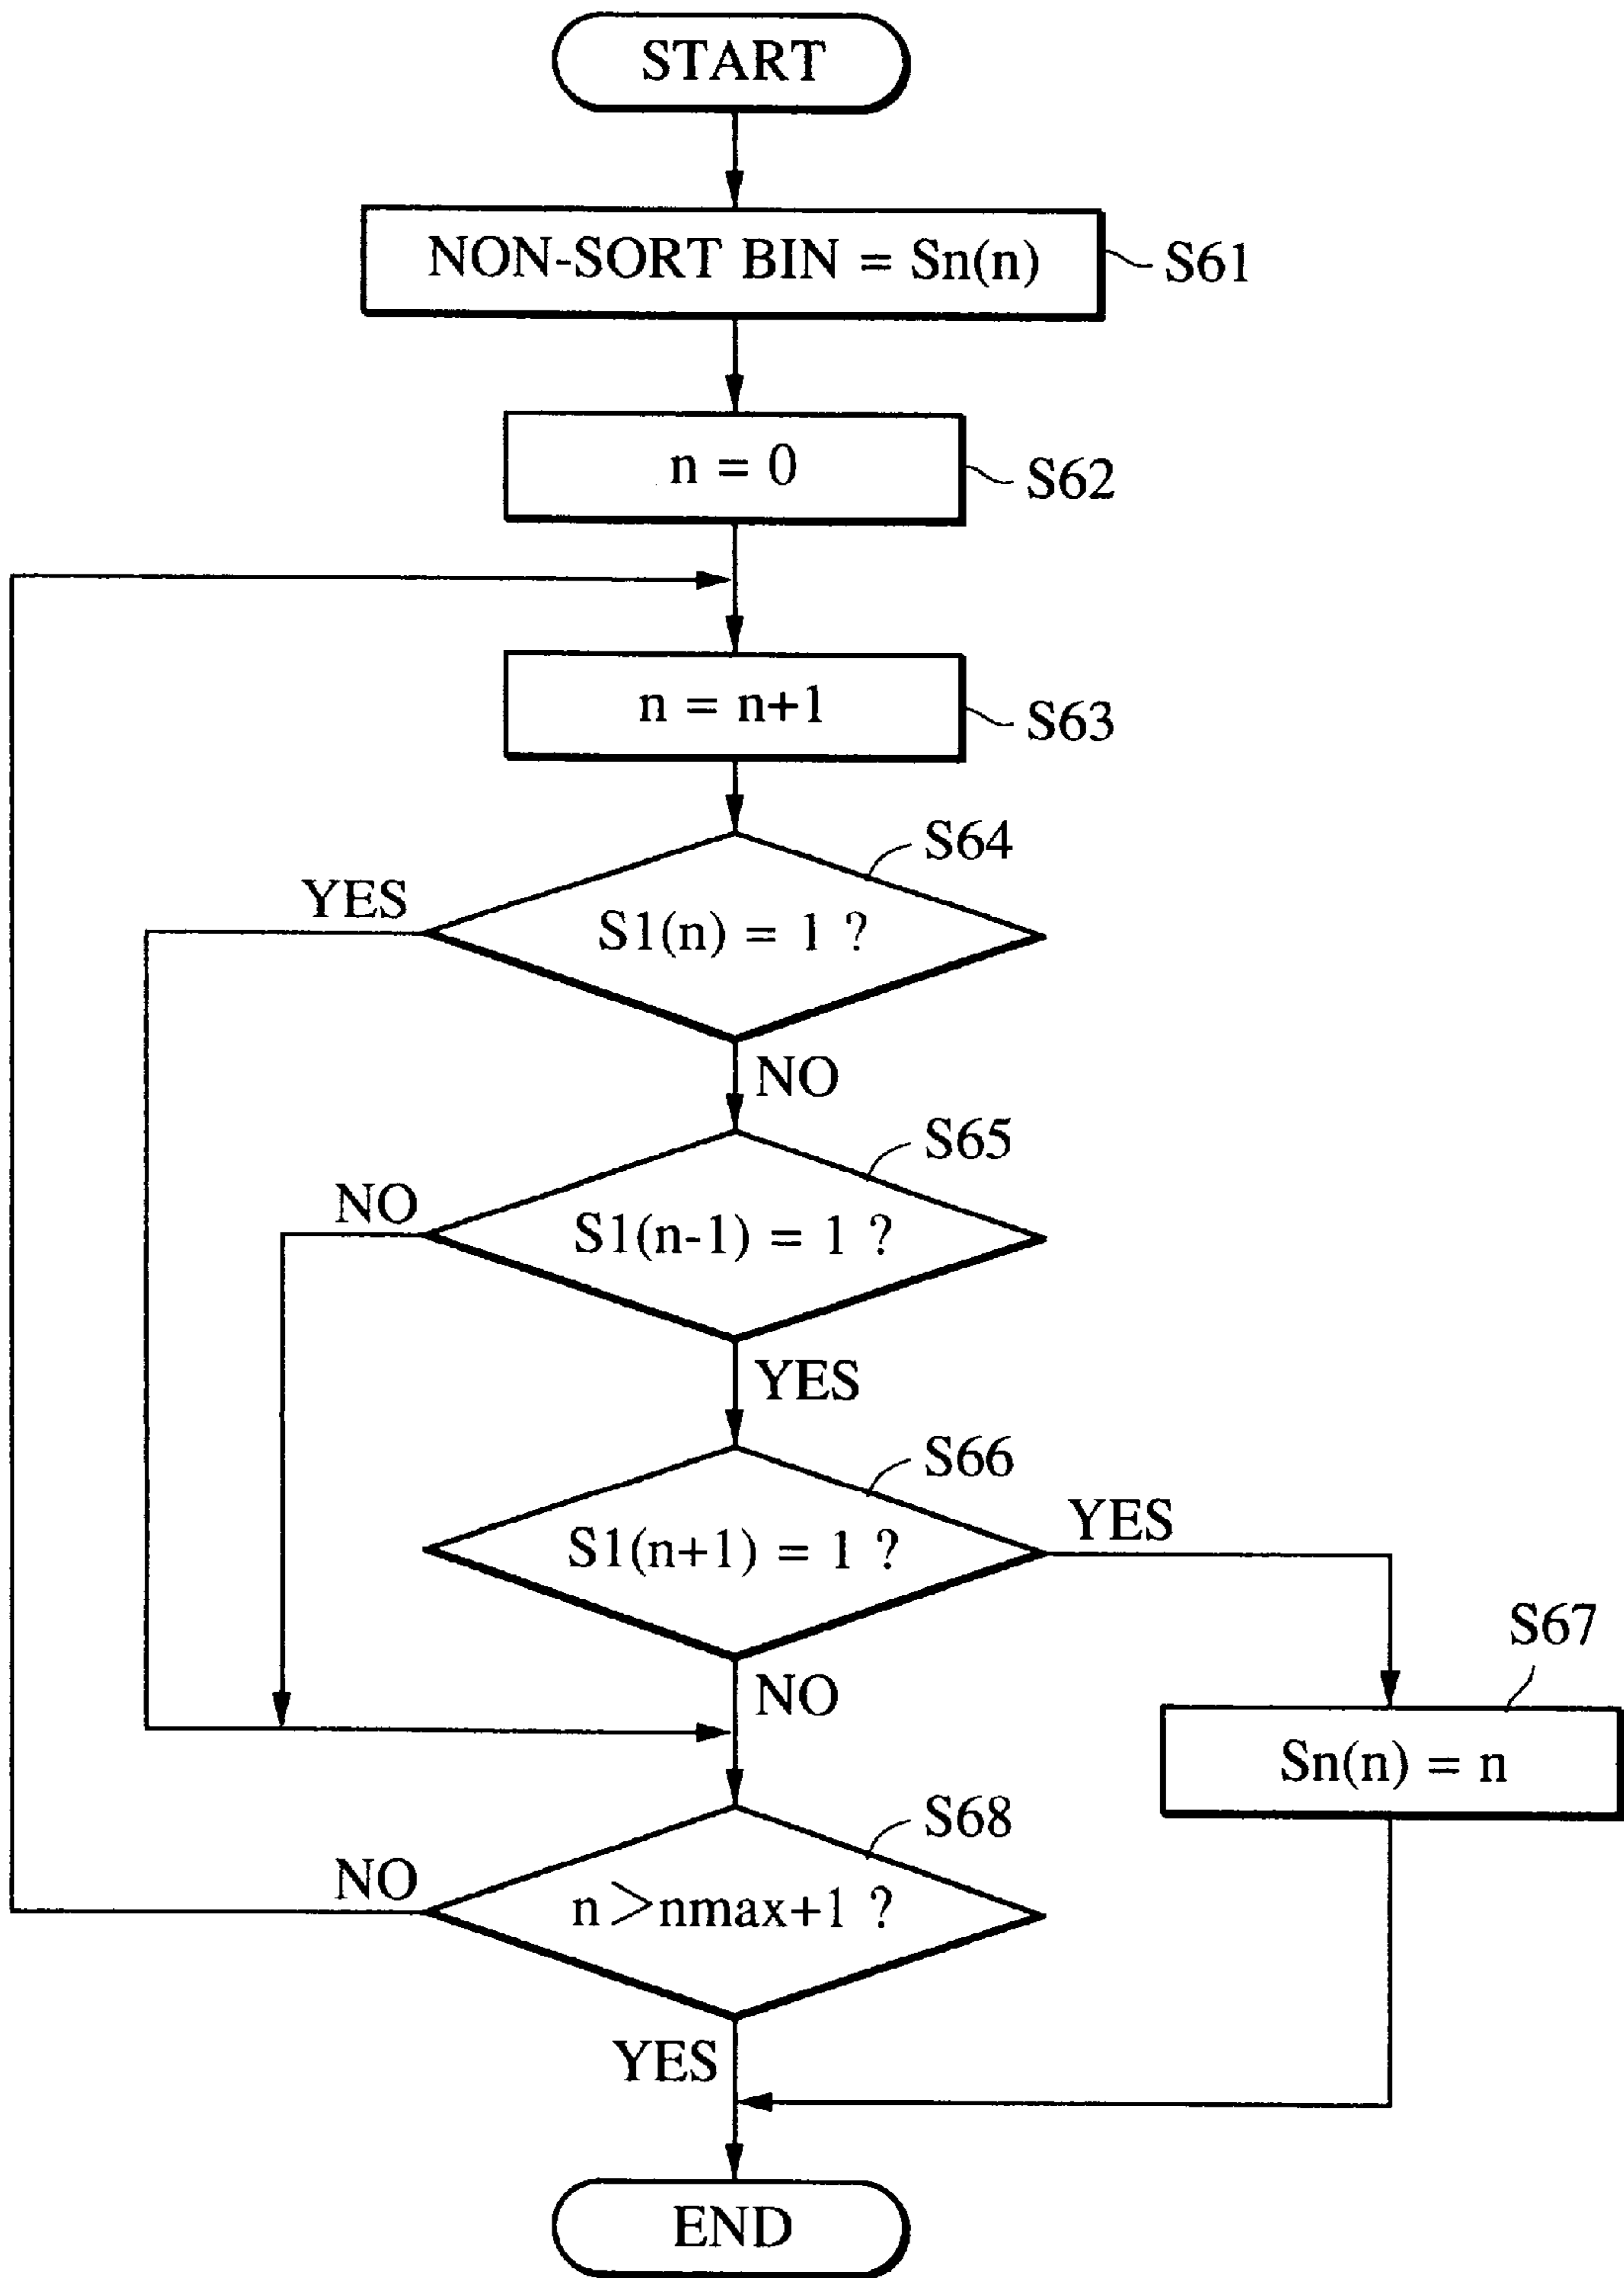 START
NON-SORT BIN = Sn(n)
S61
n = 0
S62
n = n+1
S63
S64
YES
S1(n) = 1 ?
NO
S65
NO
S1(n-1) = 1 ?
YES
S66
YES
S1(n+1) = 1 ?
S67
NO
Sn(n) = n
S68
NO
n>nmax+1 ?
YES
END